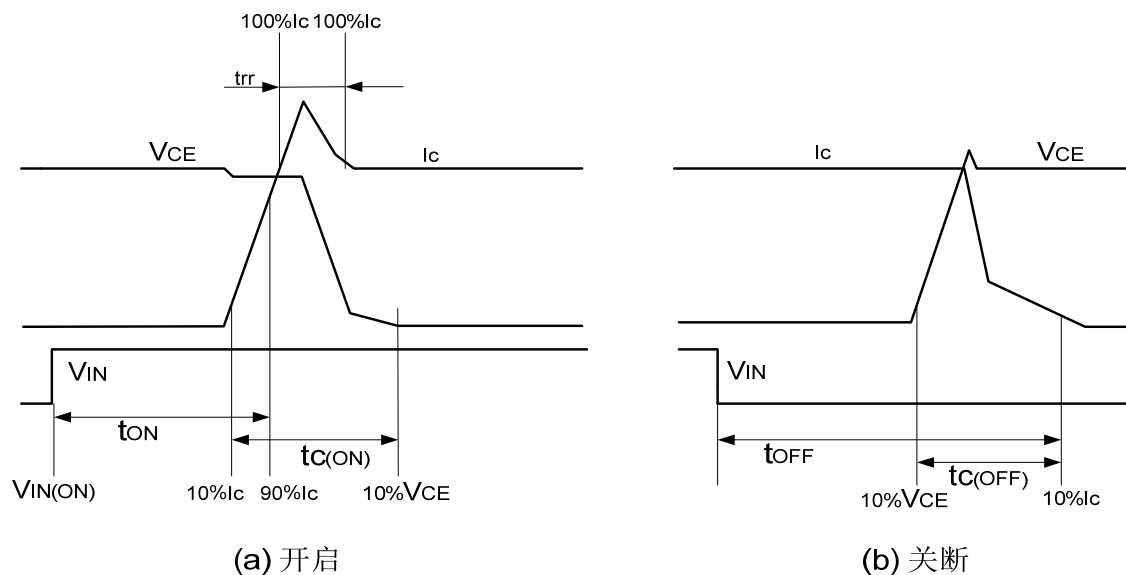 100%Ic 100%Ic
trr
VCE
Ic
VIN
tON
tC(ON)
VIN(ON)
10%Ic
90%Ic
10%VCE
(a) 开启
Ic
VCE
VIN
tOFF
tC(OFF)
10%VCE
10%Ic
(b) 关断